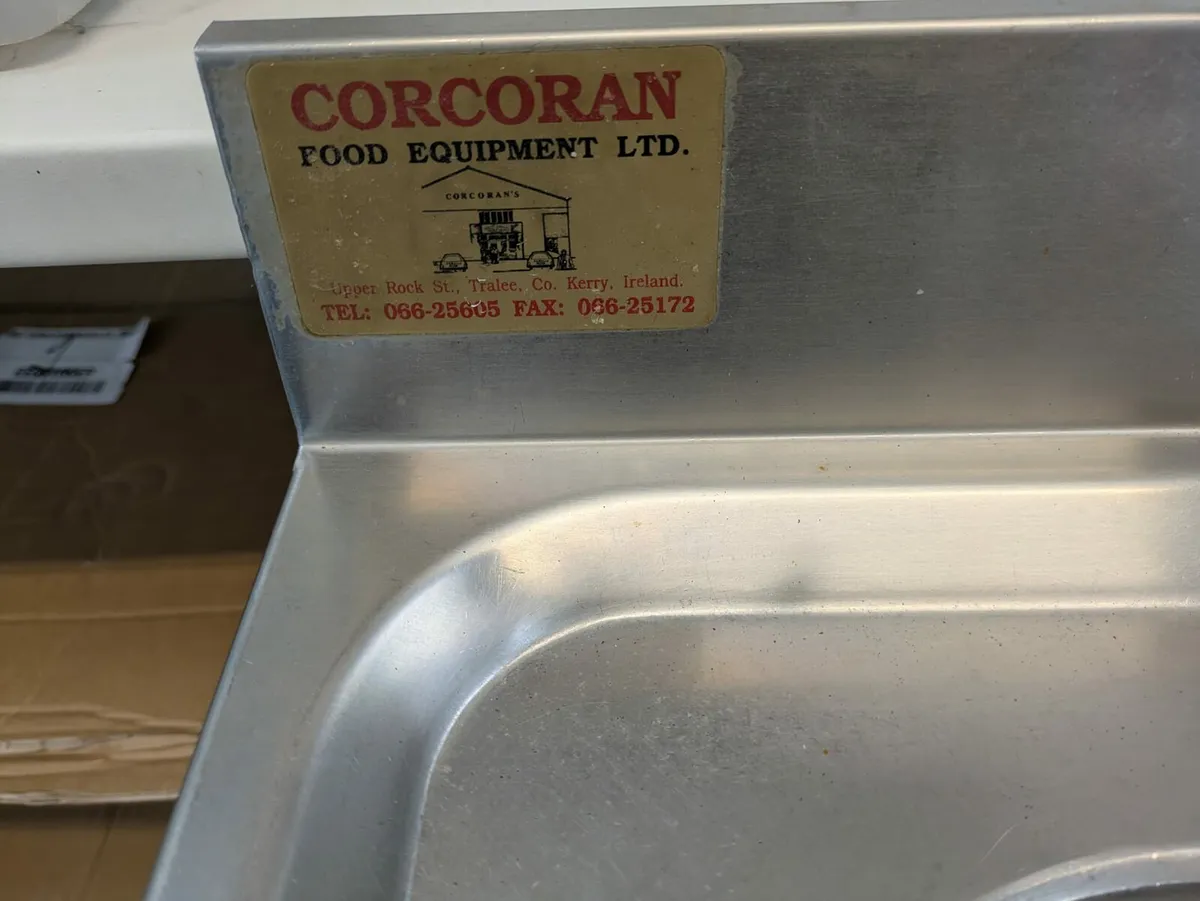 CORCORAN
FOOD EQUIPMENT LTD.
CORCORAN'S
Upper Rock St., Tralee, Co. Kerry, Ireland.
TEL: 066-25605 FAX: 066-25172